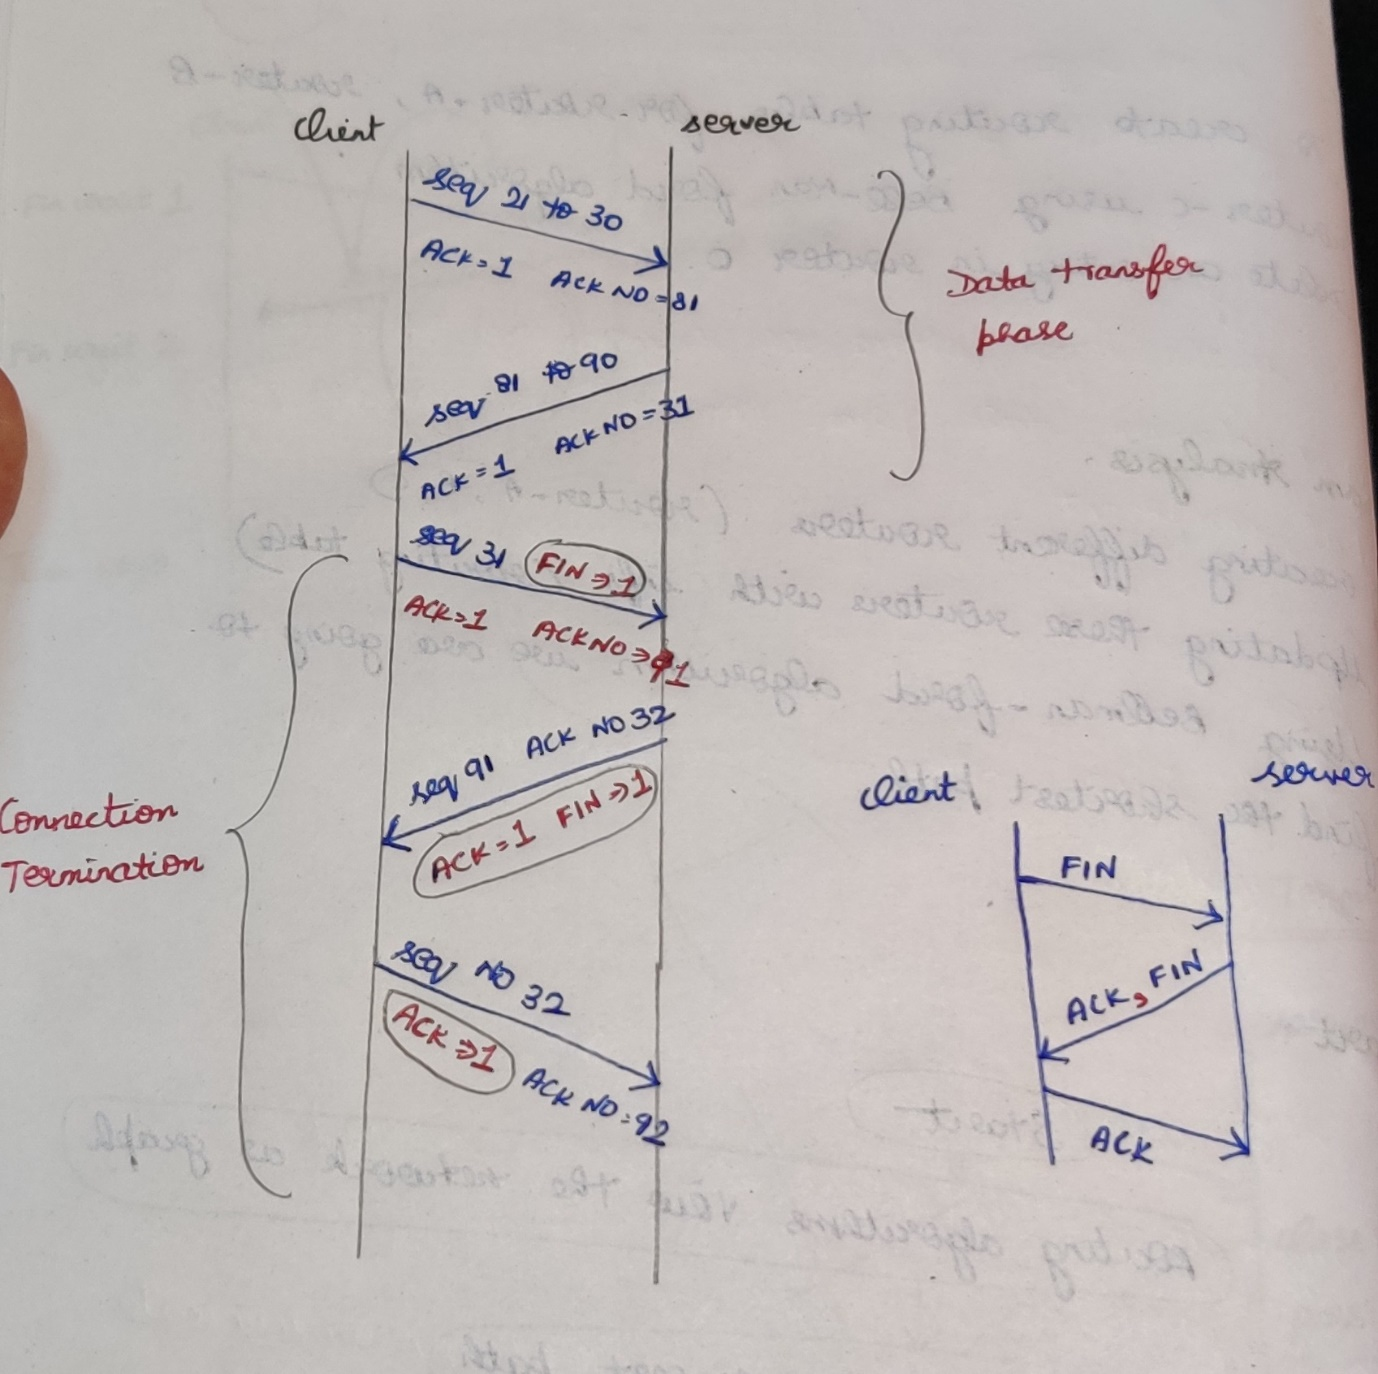 Client server
seq 21 to 30
ACK=1 ACK NO=81
Data transfer
phase
seq 81 to 90
ACK=1 ACK NO=31
seq 31 FIN⇒1
ACK⇒1 ACK NO⇒91
seq 91 ACK NO 32
ACK=1 FIN⇒1
Connection
Termination
seq NO 32
ACK⇒1 ACK NO=92
client server
FIN
ACK, FIN
ACK